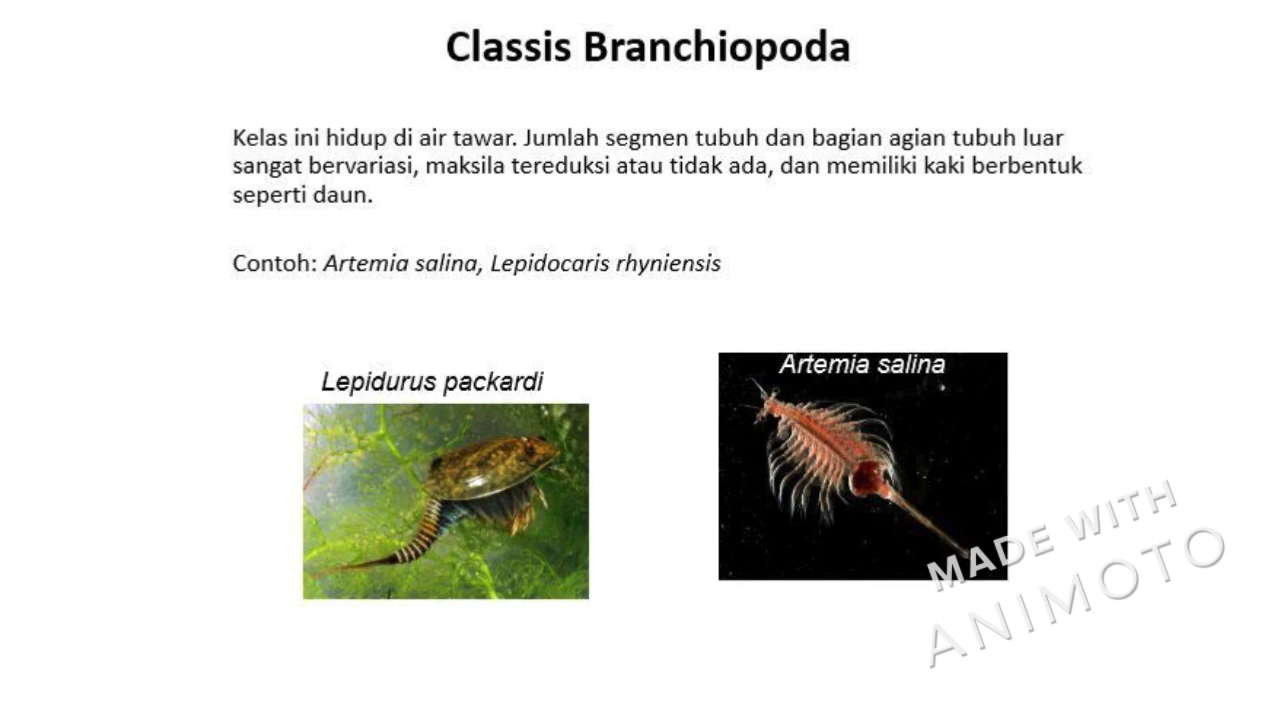 Classis Branchiopoda
Kelas ini hidup di air tawar. Jumlah segmen tubuh dan bagian agian tubuh luar
sangat bervariasi, maksila tereduksi atau tidak ada, dan memiliki kaki berbentuk
seperti daun.
Contoh: Artemia salina, Lepidocaris rhyniensis
Lepidurus packardi
Artemia salina
MADE WITH
ANIMOTO